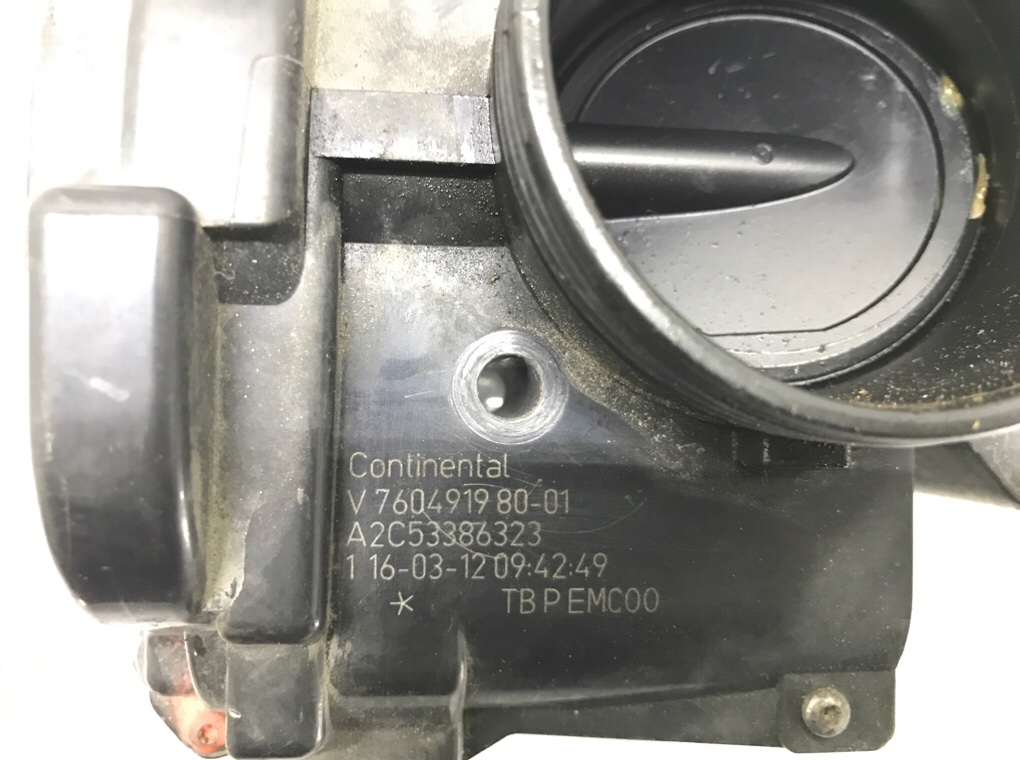 Continental
V 7604919 80-01
A2C53386323
1 16-03-12 09:42:49
* TB P EMC00